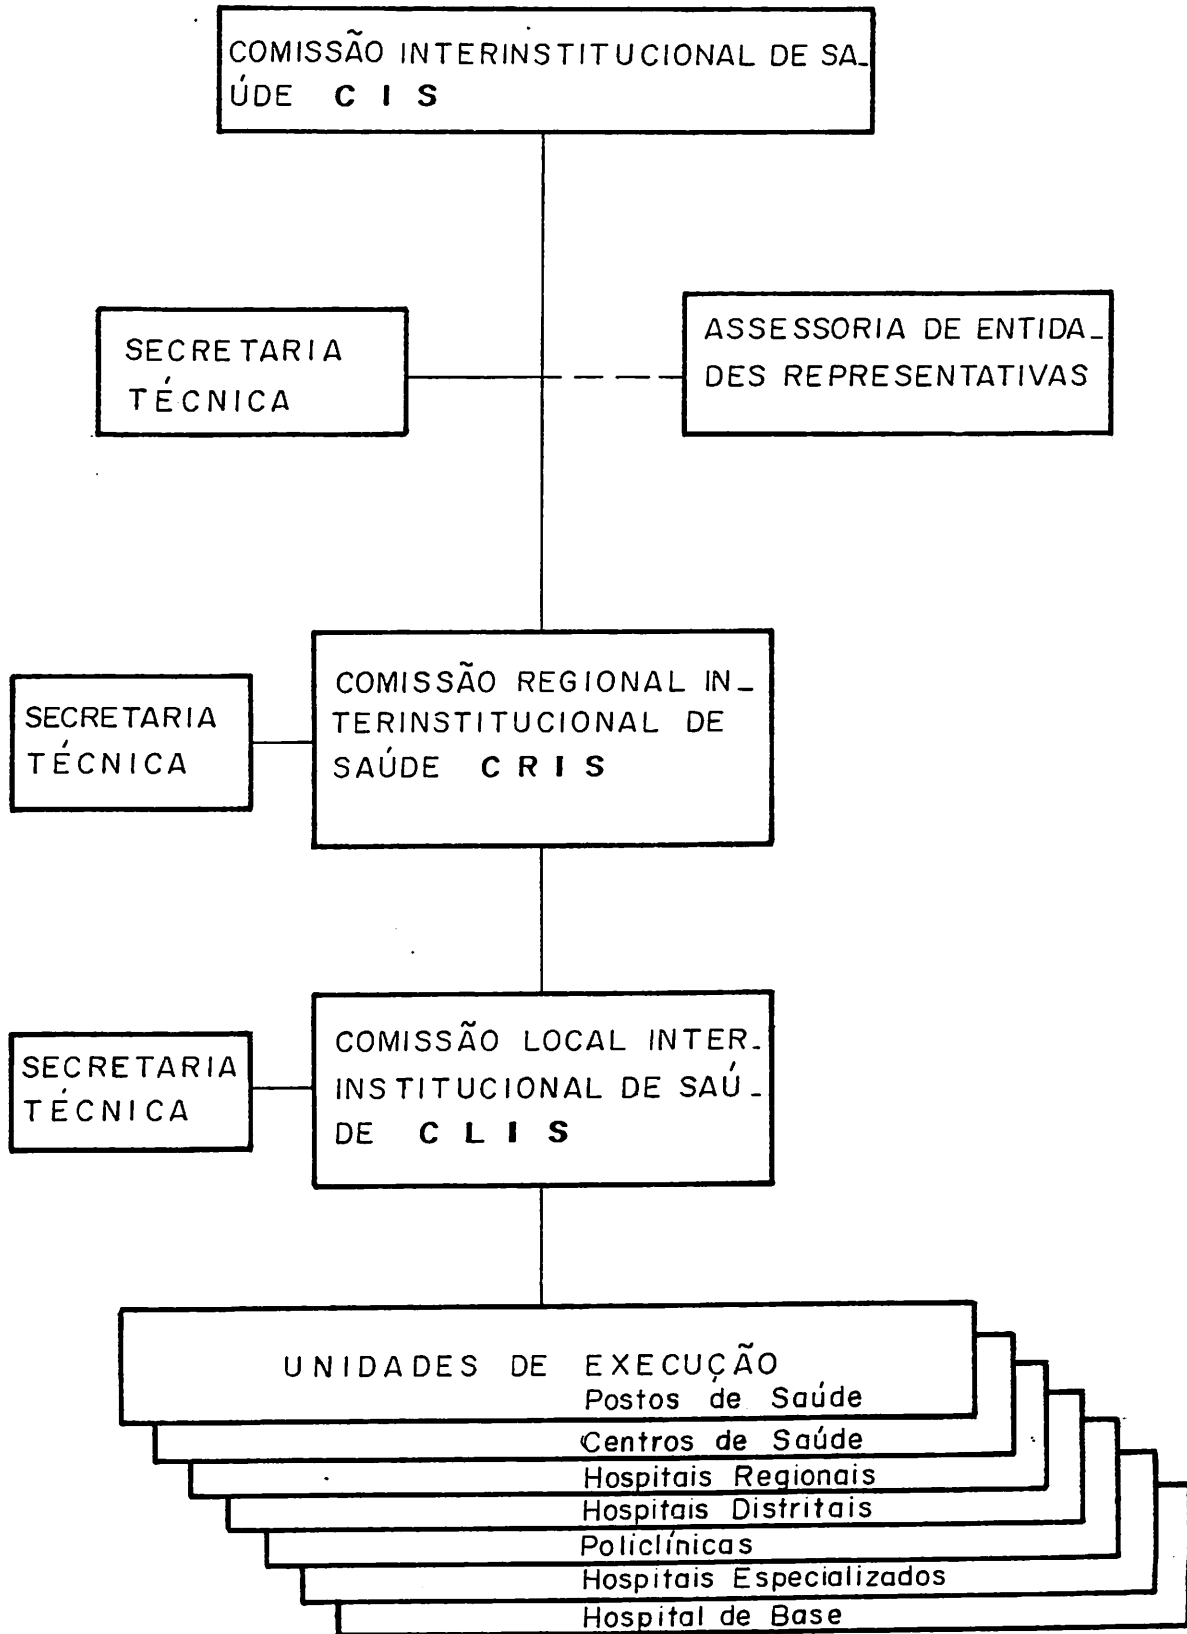 COMISSÃO INTERINSTITUCIONAL DE SA_
ÚDE CIS
SECRETARIA
TÉCNICA
ASSESSORIA DE ENTIDA_
DES REPRESENTATIVAS
SECRETARIA
TÉCNICA
COMISSÃO REGIONAL IN_
TERINSTITUCIONAL DE
SAÚDE CRIS
SECRETARIA
TÉCNICA
COMISSÃO LOCAL INTER_
INSTITUCIONAL DE SAÚ_
DE CLIS
UNIDADES DE EXECUÇÃO
Postos de Saúde
Centros de Saúde
Hospitais Regionais
Hospitais Distritais
Policlínicas
Hospitais Especializados
Hospital de Base